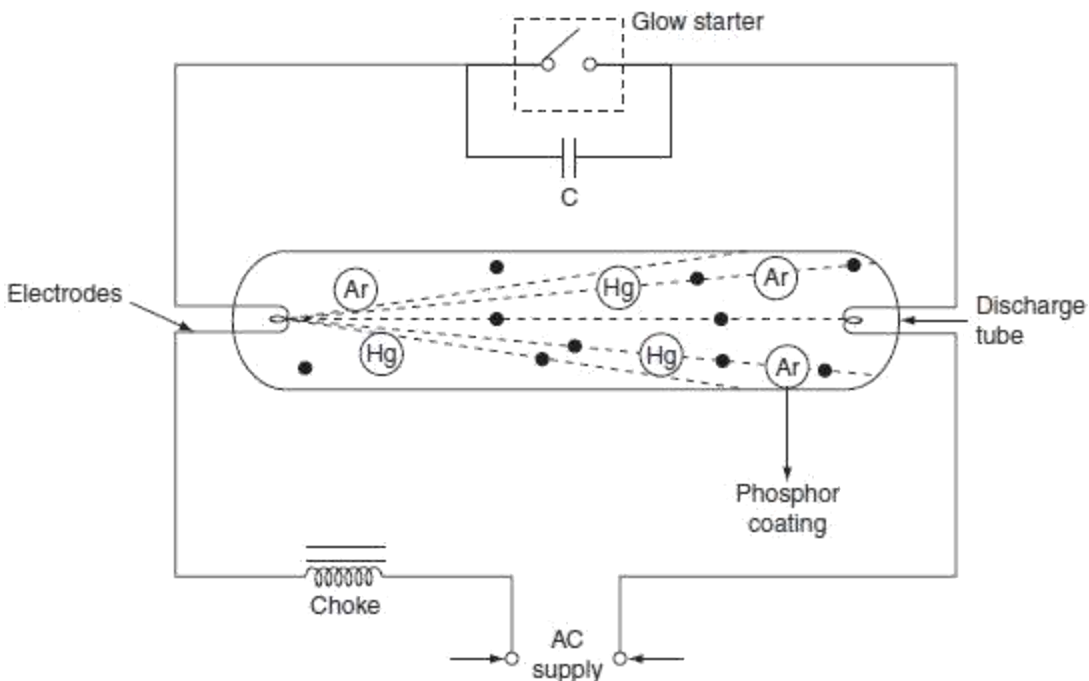 Glow starter
C
Ar
Hg
Ar
Electrodes
Discharge
tube
Hg
Hg
Ar
Phosphor
coating
Choke
AC
supply